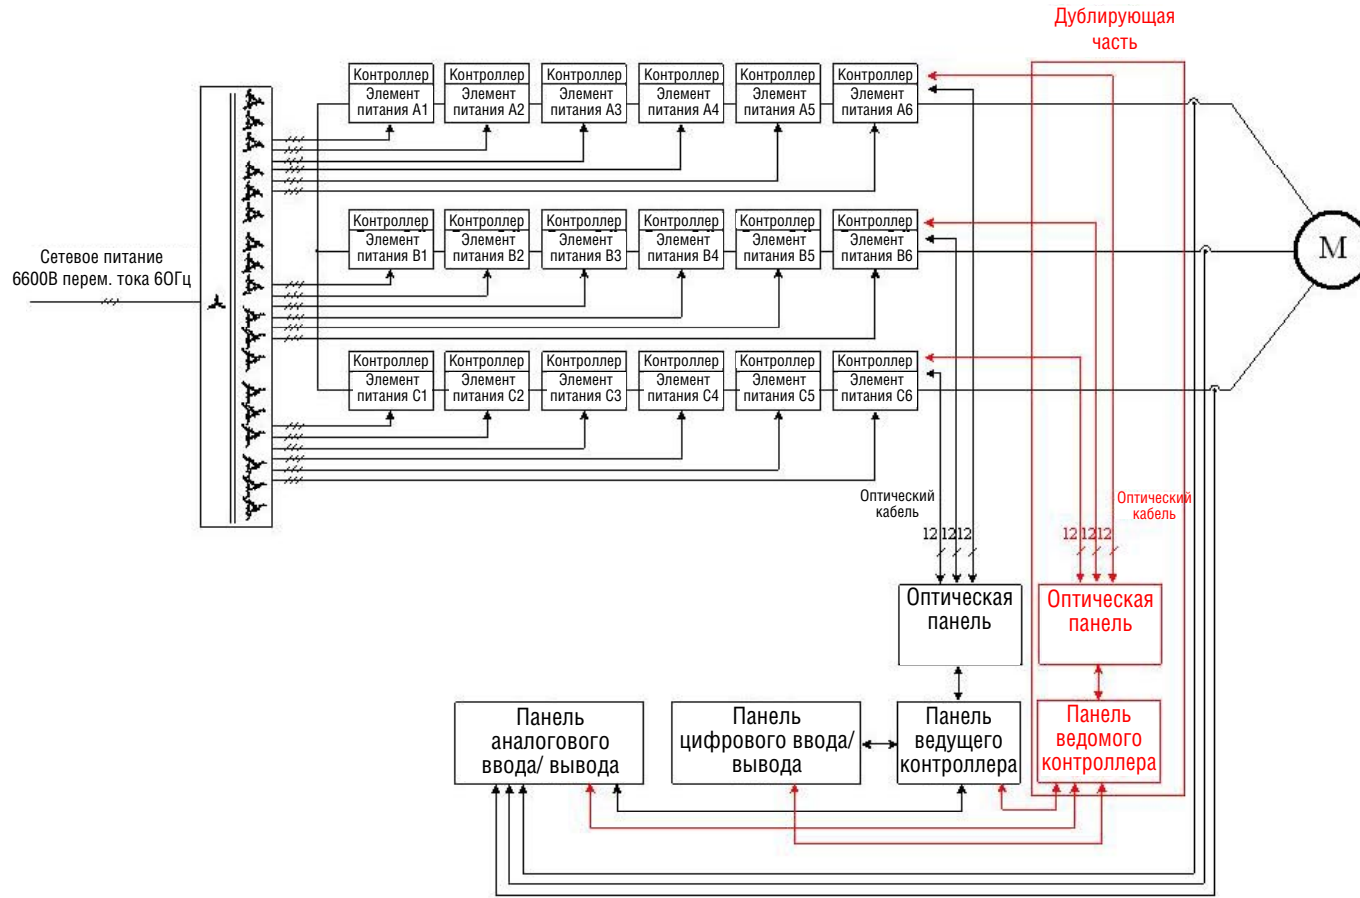 Дублирующая
часть
Контроллер
Элемент
питания A1
Контроллер
Элемент
питания A2
Контроллер
Элемент
питания A3
Контроллер
Элемент
питания A4
Контроллер
Элемент
питания A5
Контроллер
Элемент
питания A6
Контроллер
Элемент
питания B1
Контроллер
Элемент
питания B2
Контроллер
Элемент
питания B3
Контроллер
Элемент
питания B4
Контроллер
Элемент
питания B5
Контроллер
Элемент
питания B6
M
Сетевое питание
6600В перем. тока 60Гц
Контроллер
Элемент
питания C1
Контроллер
Элемент
питания C2
Контроллер
Элемент
питания C3
Контроллер
Элемент
питания C4
Контроллер
Элемент
питания C5
Контроллер
Элемент
питания C6
Оптический
кабель
Оптический
кабель
12 12 12
12 12 12
Оптическая
панель
Оптическая
панель
Панель
аналогового
ввода/ вывода
Панель
цифрового ввода/
вывода
Панель
ведущего
контроллера
Панель
ведомого
контроллера